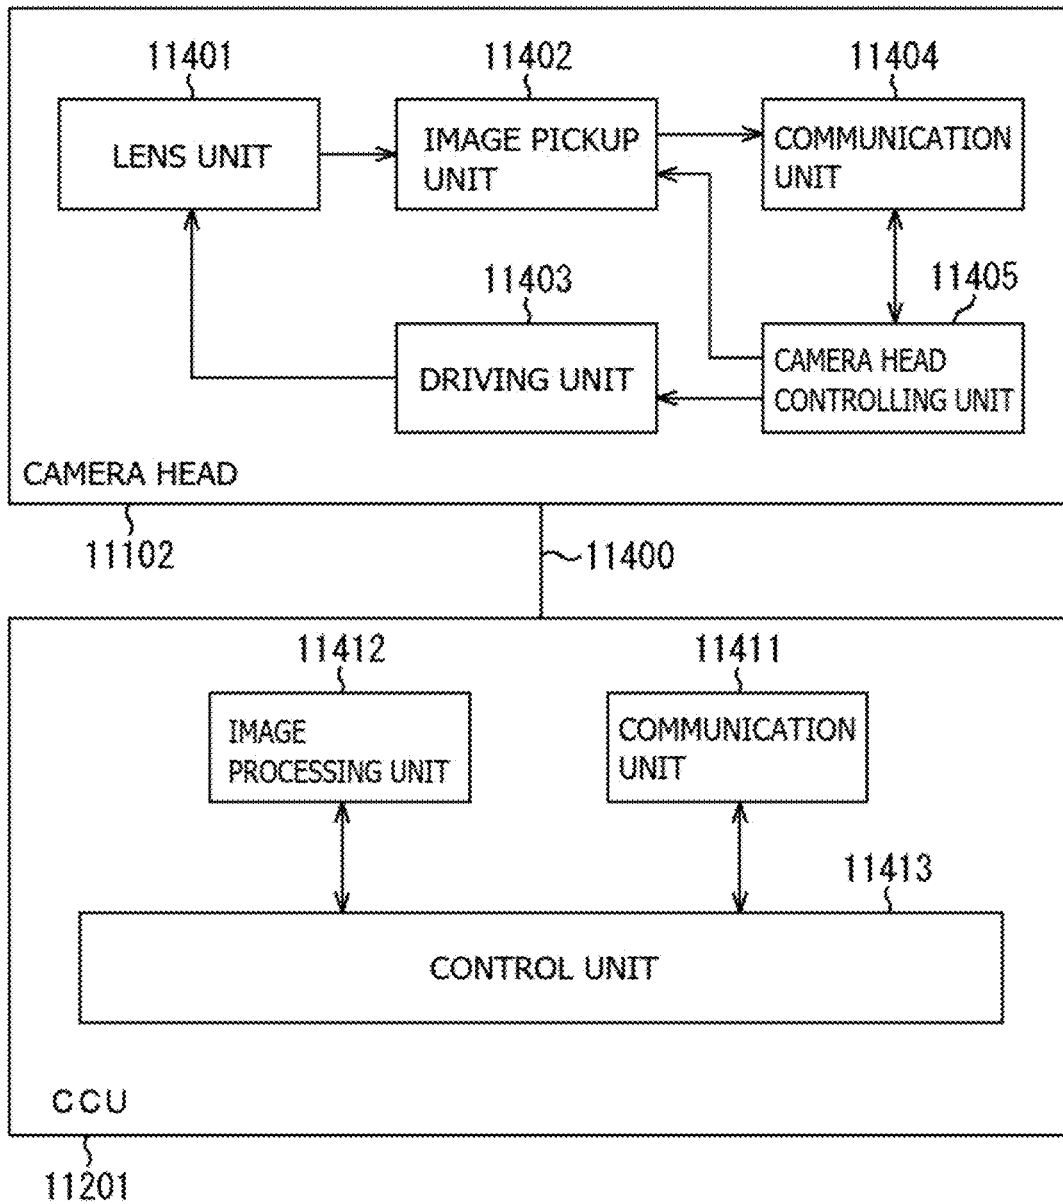 11401
11402
11404
LENS UNIT
IMAGE PICKUP
UNIT
COMMUNICATION
UNIT
11403
11405
DRIVING UNIT
CAMERA HEAD
CONTROLLING UNIT
CAMERA HEAD
11102
11400
11412
11411
IMAGE
PROCESSING UNIT
COMMUNICATION
UNIT
11413
CONTROL UNIT
CCU
11201